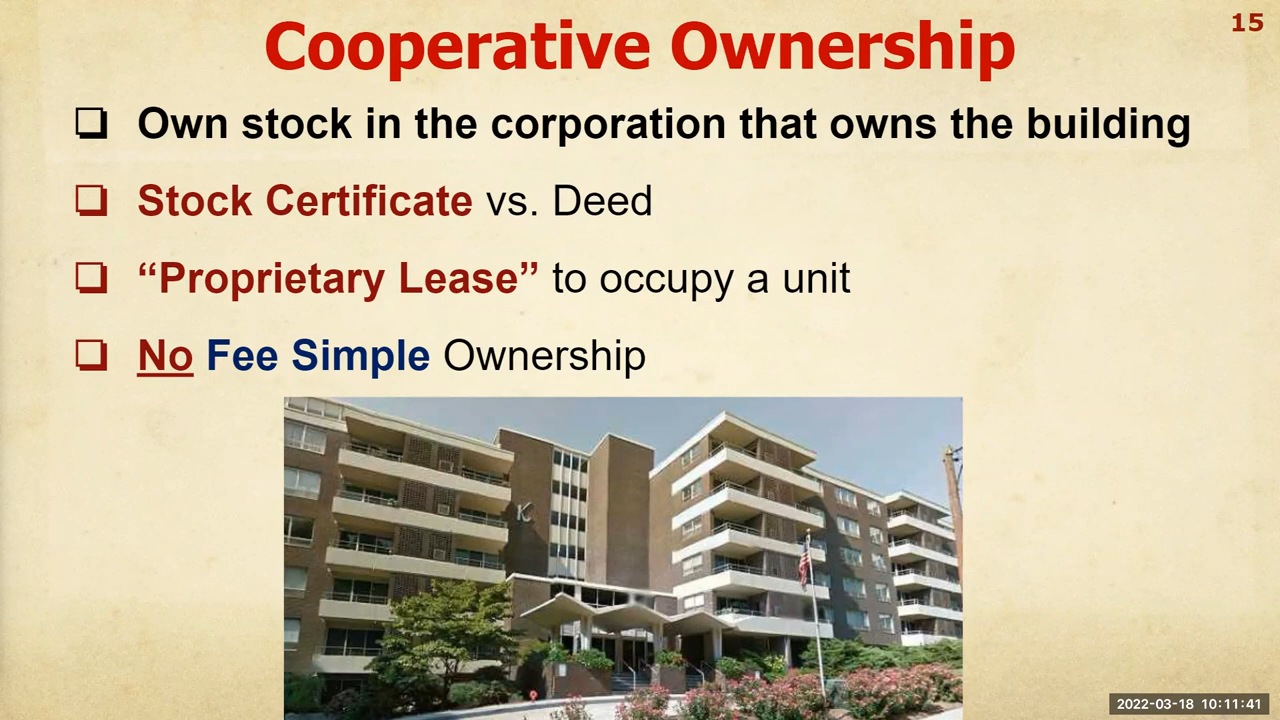 15
Cooperative Ownership
❑ Own stock in the corporation that owns the building
❑ Stock Certificate vs. Deed
❑ “Proprietary Lease” to occupy a unit
❑ No Fee Simple Ownership
K
2022-03-18 10:11:41